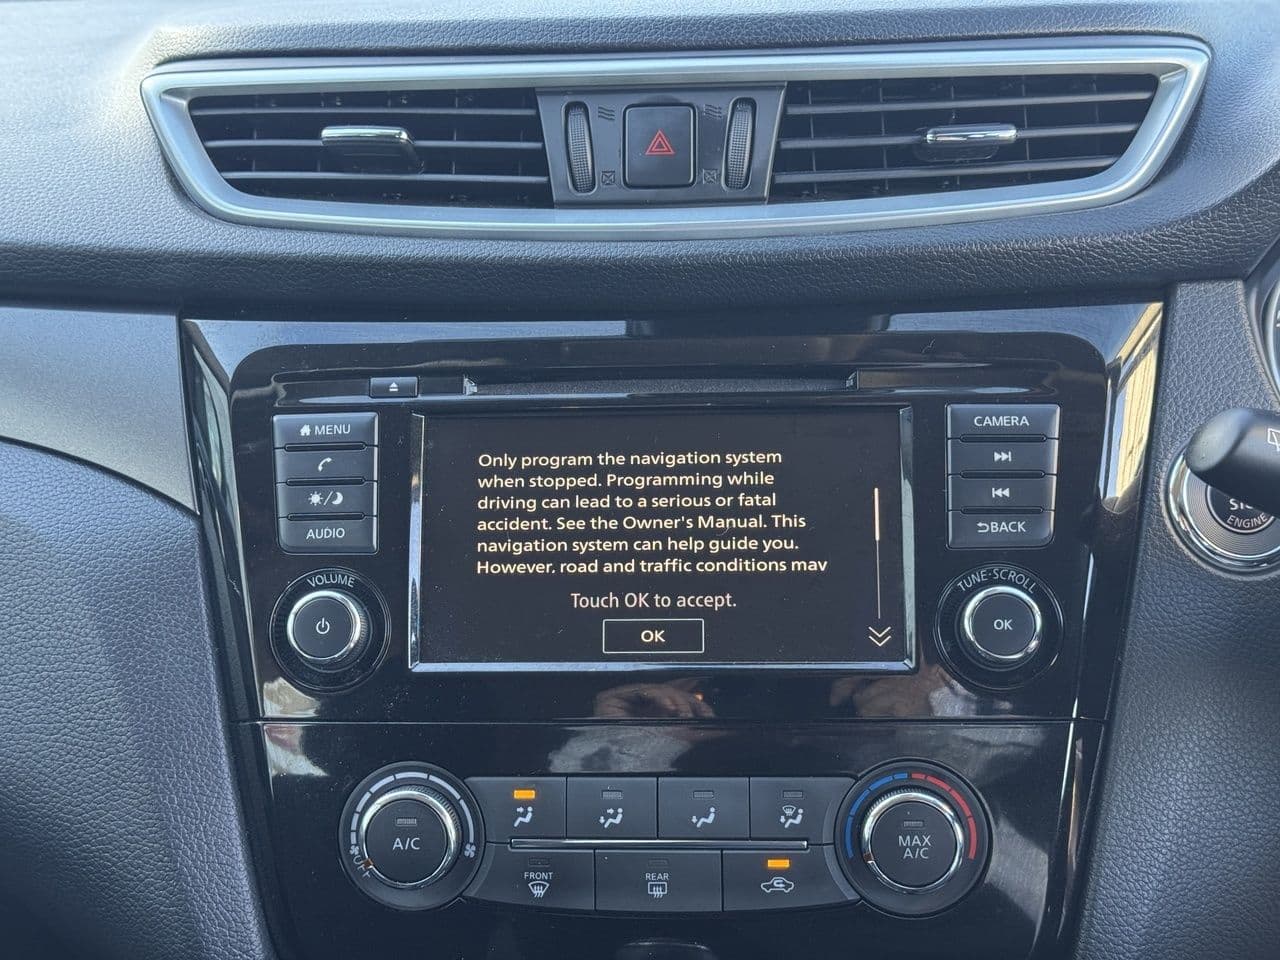 MENU
AUDIO
VOLUME
Only program the navigation system
when stopped. Programming while
driving can lead to a serious or fatal
accident. See the Owner's Manual. This
navigation system can help guide you.
However, road and traffic conditions may
Touch OK to accept.
OK
CAMERA
BACK
TUNE·SCROLL
OK
ENGINE
A/C
OFF
FRONT
REAR
MAX
A/C